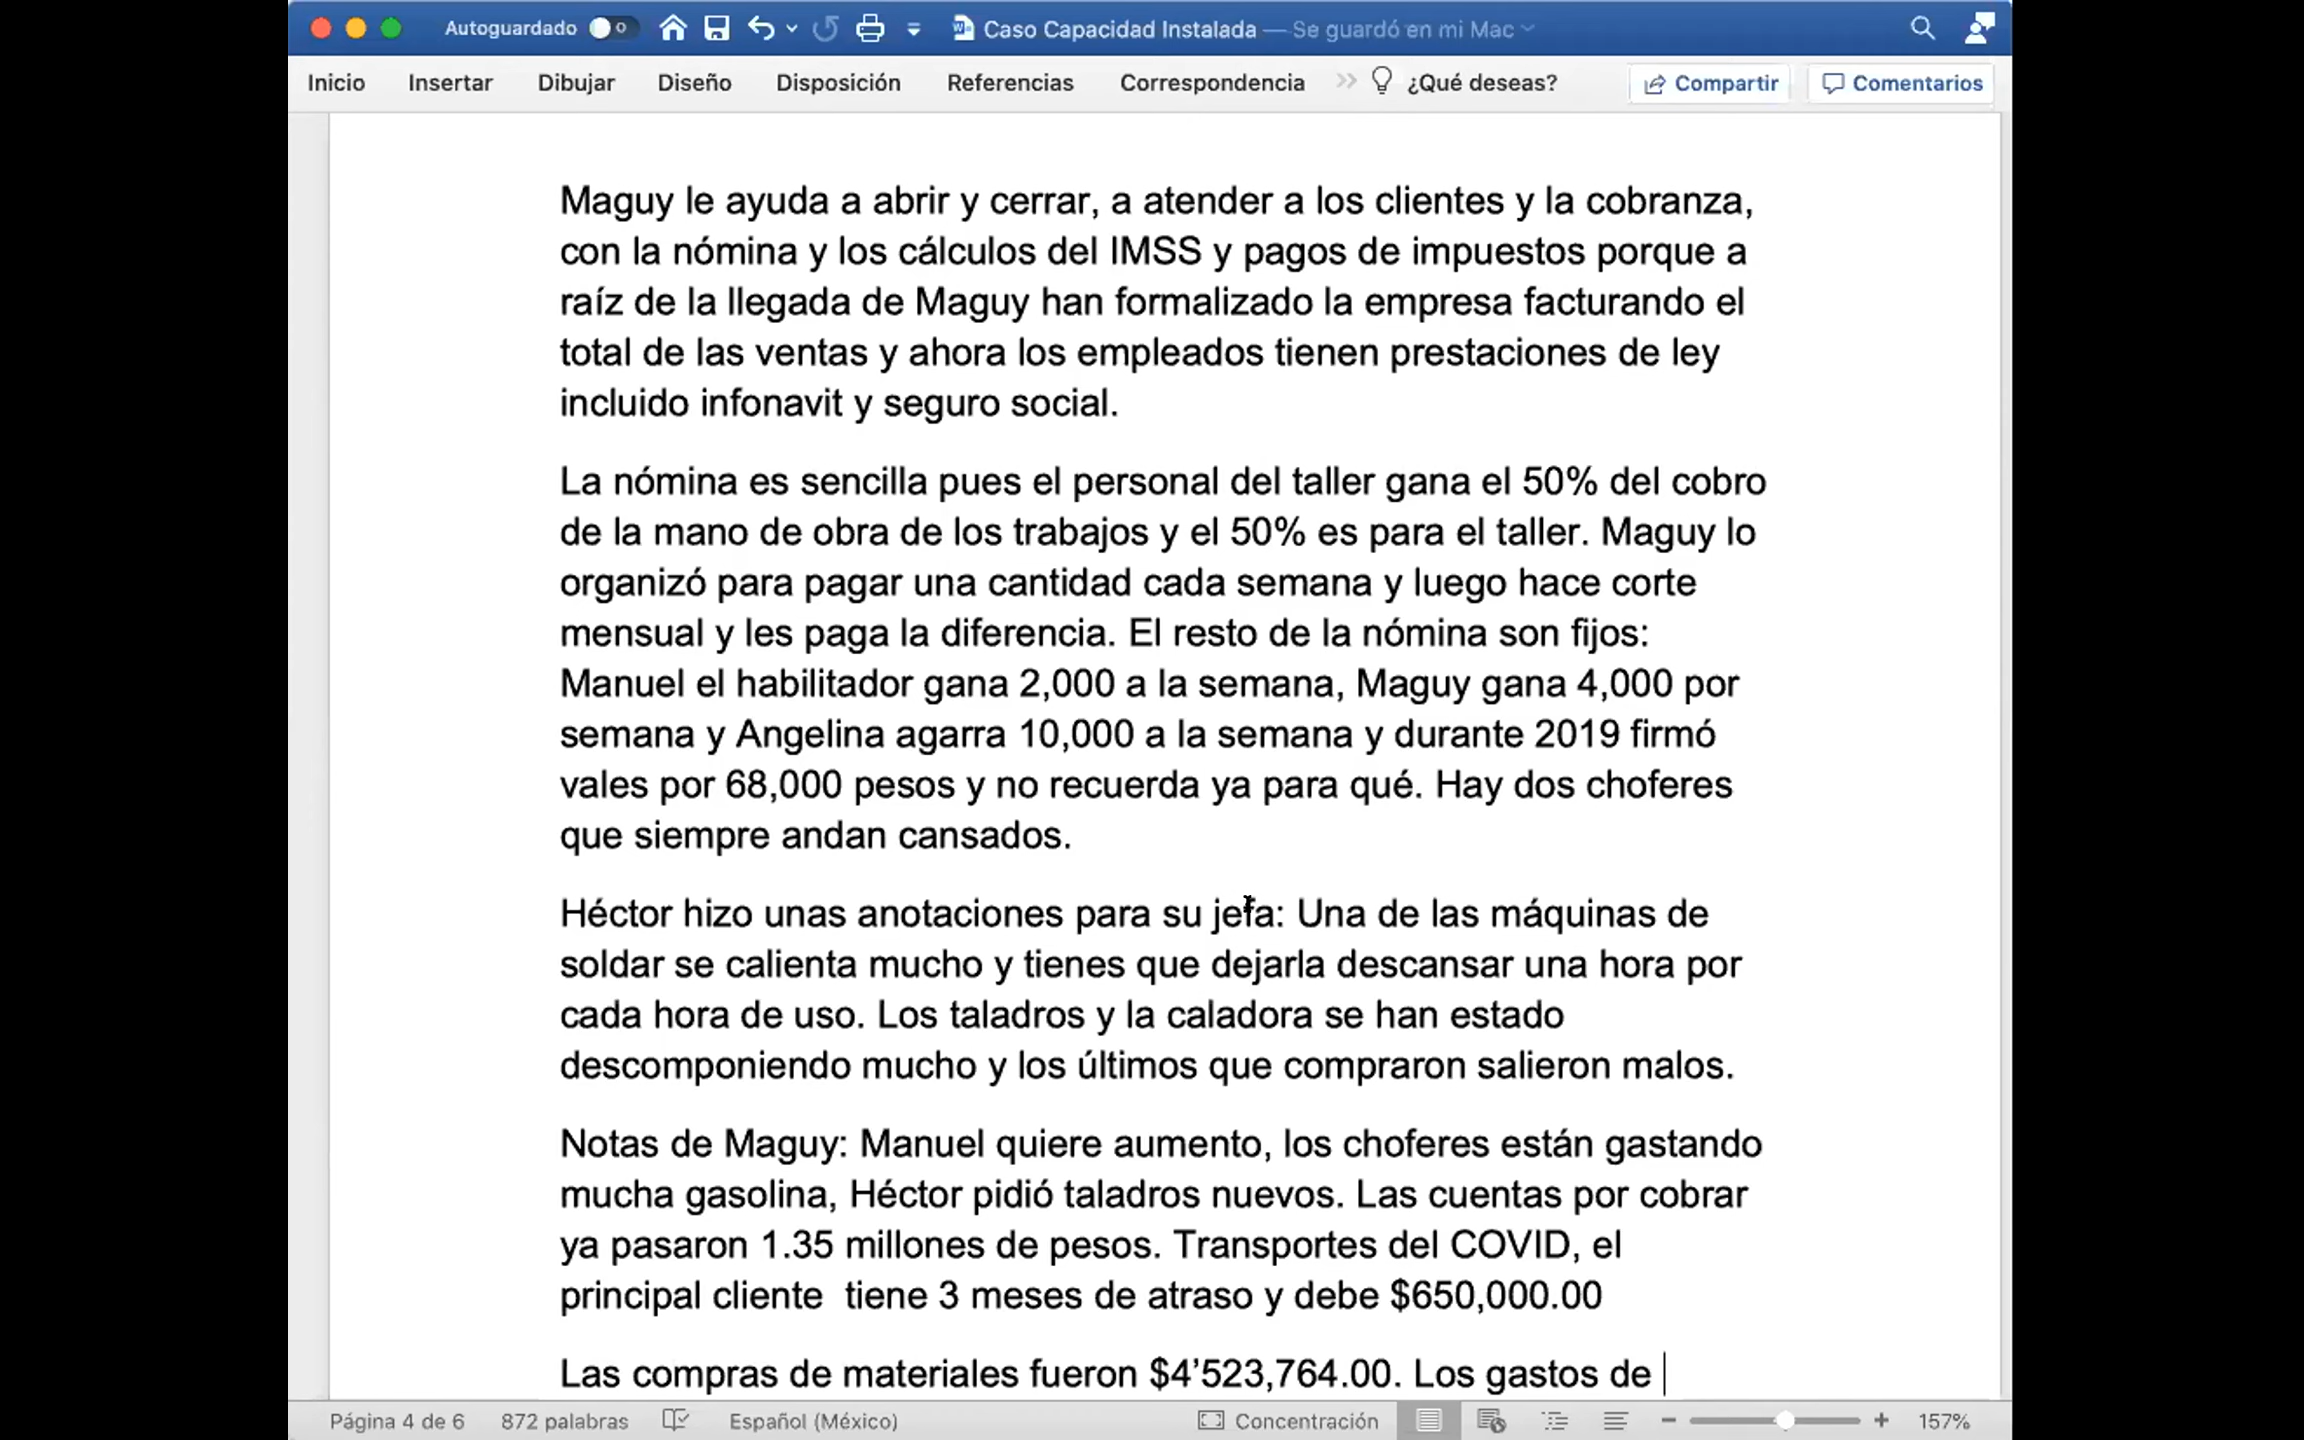 Autoguardado
Caso Capacidad Instalada — Se guardó en mi Mac
Inicio Insertar Dibujar Diseño Disposición Referencias Correspondencia ¿Qué deseas? Compartir Comentarios
Maguy le ayuda a abrir y cerrar, a atender a los clientes y la cobranza,
con la nómina y los cálculos del IMSS y pagos de impuestos porque a
raíz de la llegada de Maguy han formalizado la empresa facturando el
total de las ventas y ahora los empleados tienen prestaciones de ley
incluido infonavit y seguro social.
La nómina es sencilla pues el personal del taller gana el 50% del cobro
de la mano de obra de los trabajos y el 50% es para el taller. Maguy lo
organizó para pagar una cantidad cada semana y luego hace corte
mensual y les paga la diferencia. El resto de la nómina son fijos:
Manuel el habilitador gana 2,000 a la semana, Maguy gana 4,000 por
semana y Angelina agarra 10,000 a la semana y durante 2019 firmó
vales por 68,000 pesos y no recuerda ya para qué. Hay dos choferes
que siempre andan cansados.
Héctor hizo unas anotaciones para su jefa: Una de las máquinas de
soldar se calienta mucho y tienes que dejarla descansar una hora por
cada hora de uso. Los taladros y la caladora se han estado
descomponiendo mucho y los últimos que compraron salieron malos.
Notas de Maguy: Manuel quiere aumento, los choferes están gastando
mucha gasolina, Héctor pidió taladros nuevos. Las cuentas por cobrar
ya pasaron 1.35 millones de pesos. Transportes del COVID, el
principal cliente  tiene 3 meses de atraso y debe $650,000.00
Las compras de materiales fueron $4’523,764.00. Los gastos de
Página 4 de 6 872 palabras Español (México) Concentración 157%